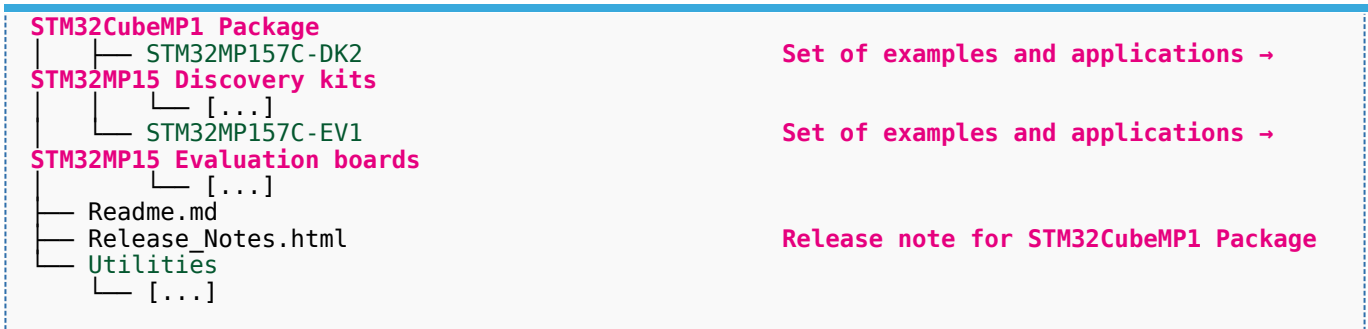 STM32CubeMP1 Package
│   ├── STM32MP157C-DK2                            Set of examples and applications →
STM32MP15 Discovery kits
│   │   └── [...]
│   └── STM32MP157C-EV1                            Set of examples and applications →
STM32MP15 Evaluation boards
│       └── [...]
├── Readme.md
├── Release_Notes.html                             Release note for STM32CubeMP1 Package
└── Utilities
    └── [...]